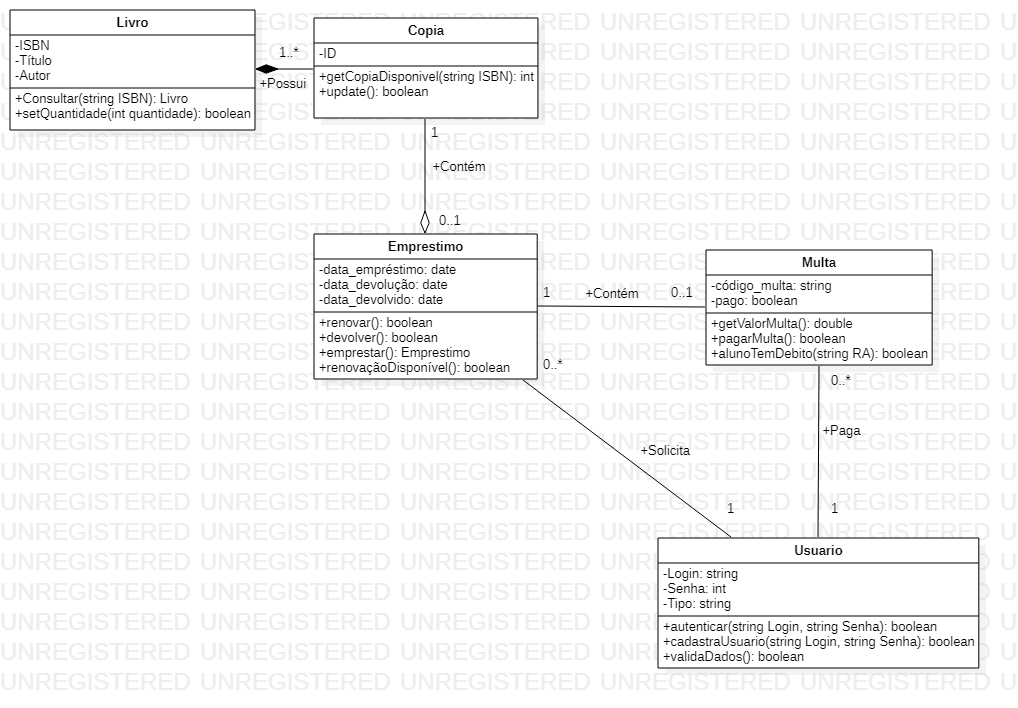 Livro
-ISBN
-Título
-Autor
+Consultar(string ISBN): Livro
+setQuantidade(int quantidade): boolean
1..*
+Possui
Copia
-ID
+getCopiaDisponivel(string ISBN): int
+update(): boolean
1
+Contém
0..1
Emprestimo
-data_empréstimo: date
-data_devolução: date
-data_devolvido: date
+renovar(): boolean
+devolver(): boolean
+emprestar(): Emprestimo
+renovaçãoDisponível(): boolean
1
+Contém
0..1
Multa
-código_multa: string
-pago: boolean
+getValorMulta(): double
+pagarMulta(): boolean
+alunoTemDebito(string RA): boolean
0..*
+Solicita
1
0..*
+Paga
1
Usuario
-Login: string
-Senha: int
-Tipo: string
+autenticar(string Login, string Senha): boolean
+cadastraUsuario(string Login, string Senha): boolean
+validaDados(): boolean
UNREGISTERED